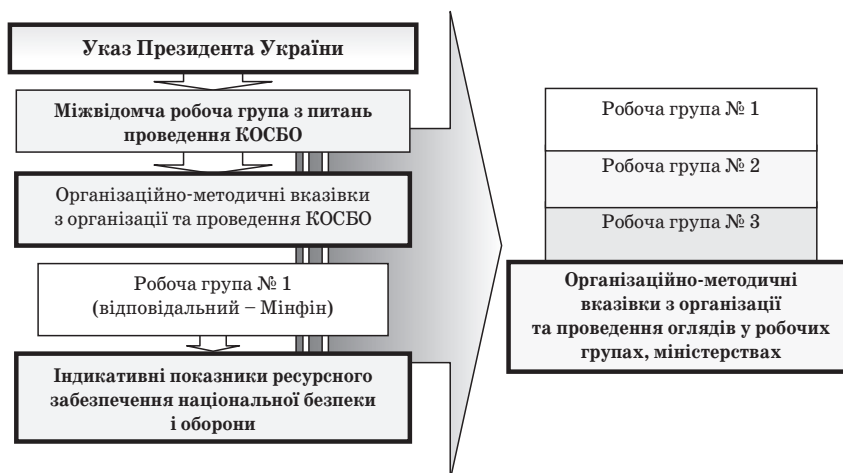 Указ Президента України
Міжвідомча робоча група з питань
проведення КОСБО
Організаційно-методичні вказівки
з організації та проведення КОСБО
Робоча група № 1
(відповідальний – Мінфін)
Індикативні показники ресурсного
забезпечення національної безпеки
і оборони
Робоча група № 1
Робоча група № 2
Робоча група № 3
Організаційно-методичні
вказівки з організації
та проведення оглядів у робочих
групах, міністерствах